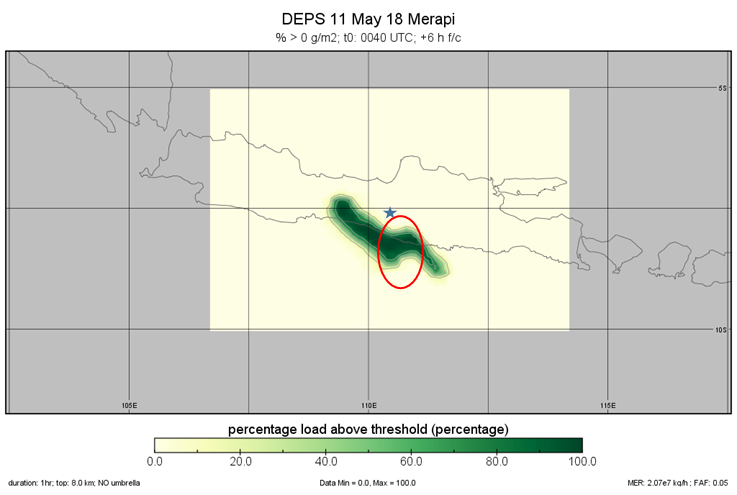 DEPS 11 May 18 Merapi
% > 0 g/m2; t0: 0040 UTC; +6 h f/c
5S
10S
105E 110E 115E
percentage load above threshold (percentage)
0.0 20.0 40.0 60.0 80.0 100.0
duration: 1hr; top: 8.0 km; NO umbrella Data Min = 0.0, Max = 100.0 MER: 2.07e7 kg/h ; FAF: 0.05